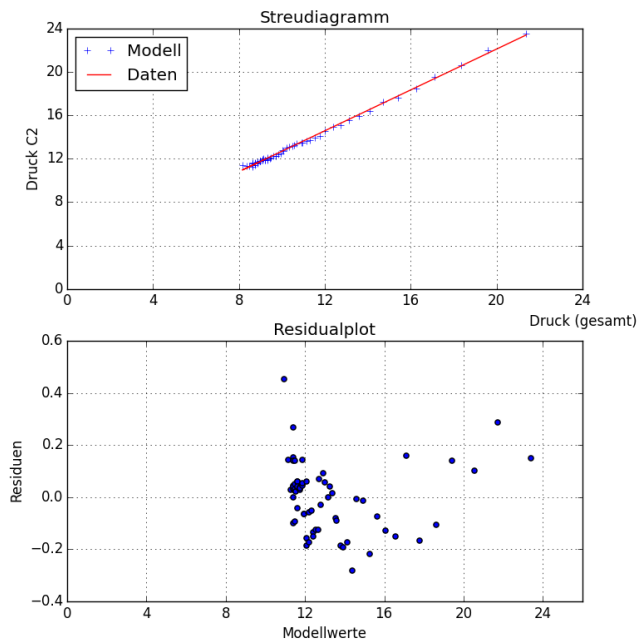 Streudiagramm
24
20
16
12
8
4
0
Druck C2
Modell
Daten
0 4 8 12 16 20 24
Druck (gesamt)
Residualplot
0.6
0.4
0.2
0.0
−0.2
−0.4
Residuen
0 4 8 12 16 20 24
Modellwerte